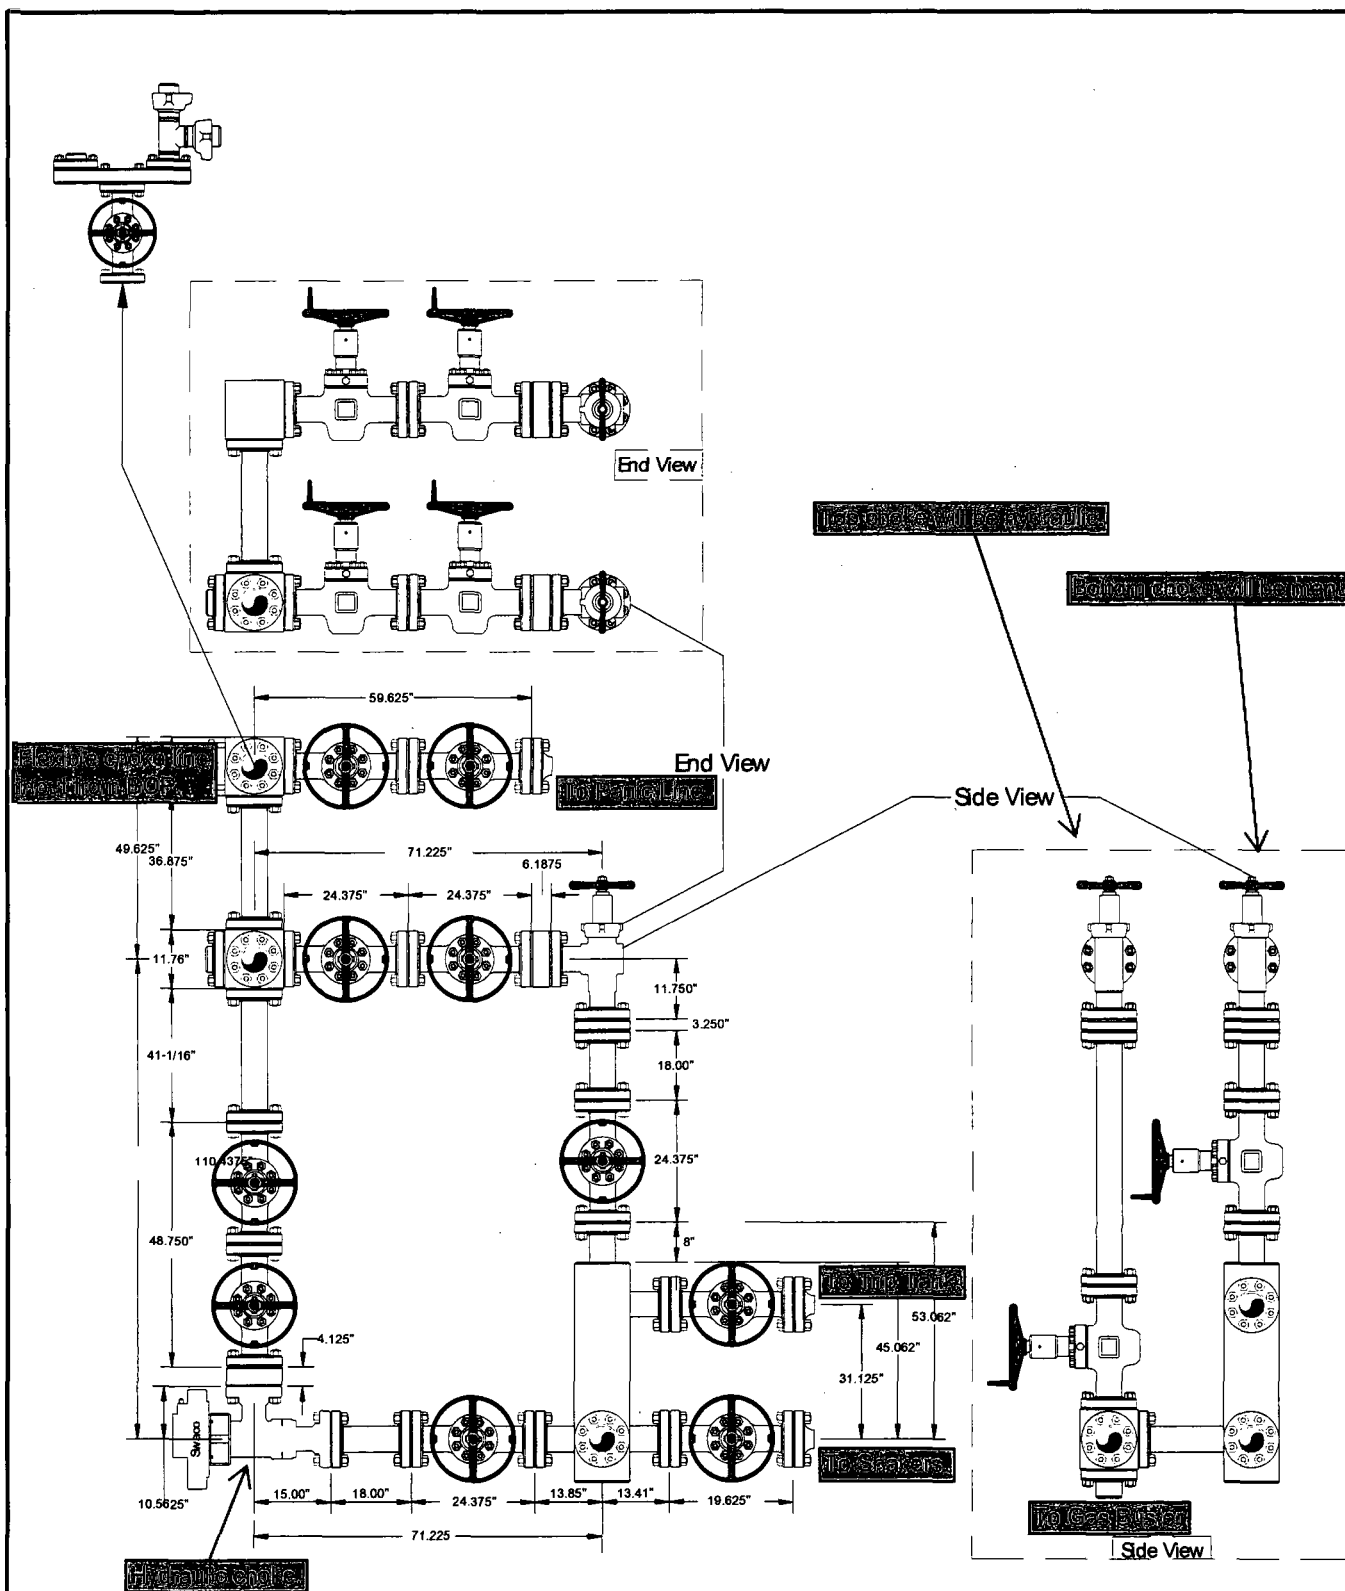 End View
Top choke will be hydraulic.
Bottom choke will be manual
59.625"
Flexible choke line
from BOP
To Panic Line.
End View
Side View
49.625"
36.875"
71.225"
6.1875
24.375"
24.375"
11.76"
11.750"
3.250"
41-1/16"
18.00"
110.4375"
24.375"
48.750"
8"
To Trip Tank.
53.062"
4.125"
45.062"
31.125"
Swaco
To Shakers.
10.5625"
15.00"
18.00"
24.375"
13.85"
13.41"
19.625"
71.225
To Gas Buster
Side View
Hydraulic choke.